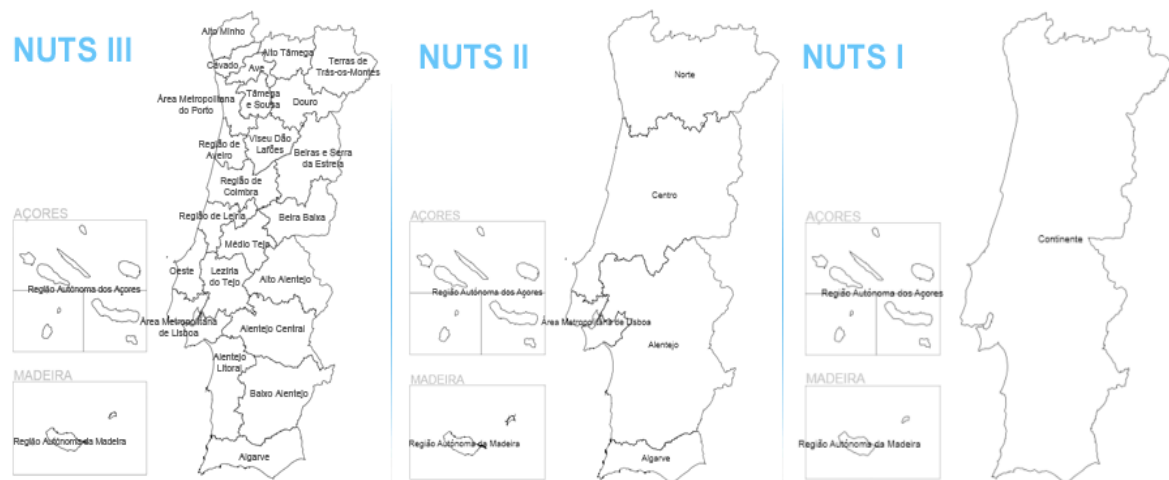 NUTS III
Alto Minho
Alto Tâmega
Terras de
Trás-os-Montes
Cávado
Ave
Tâmega
e Sousa
Douro
Área Metropolitana
do Porto
Região de
Aveiro
Viseu Dão
Lafões
Beiras e Serra
da Estrela
Região de
Coimbra
Região de Leiria
Beira Baixa
Médio Tejo
Oeste
Lezíria
do Tejo
Alto Alentejo
Área Metropolitana
de Lisboa
Alentejo Central
Alentejo
Litoral
Baixo Alentejo
Algarve
AÇORES
Região Autónoma dos Açores
MADEIRA
Região Autónoma da Madeira
NUTS II
Norte
Centro
Área Metropolitana de Lisboa
Alentejo
Algarve
AÇORES
Região Autónoma dos Açores
MADEIRA
Região Autónoma da Madeira
NUTS I
Continente
AÇORES
Região Autónoma dos Açores
MADEIRA
Região Autónoma da Madeira